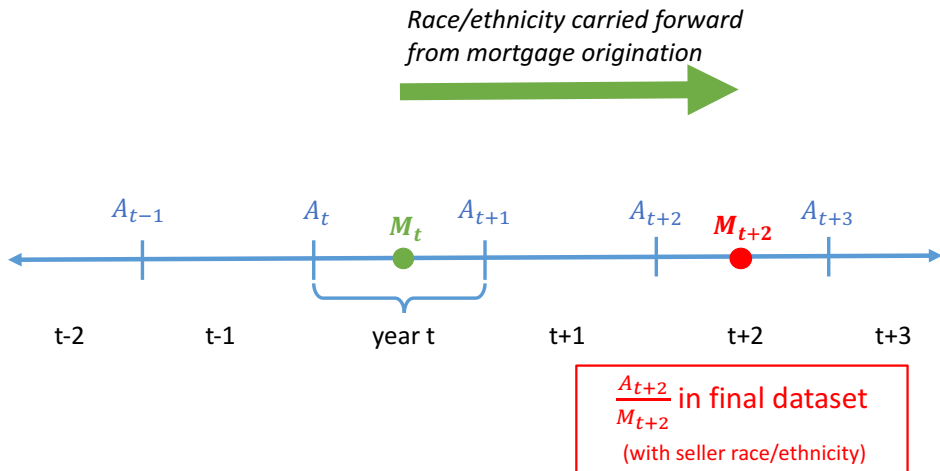 Race/ethnicity carried forward
from mortgage origination
A_{t−1} A_t M_t A_{t+1} A_{t+2} M_{t+2} A_{t+3}
t-2 t-1 year t t+1 t+2 t+3
A_{t+2}/M_{t+2} in final dataset
(with seller race/ethnicity)